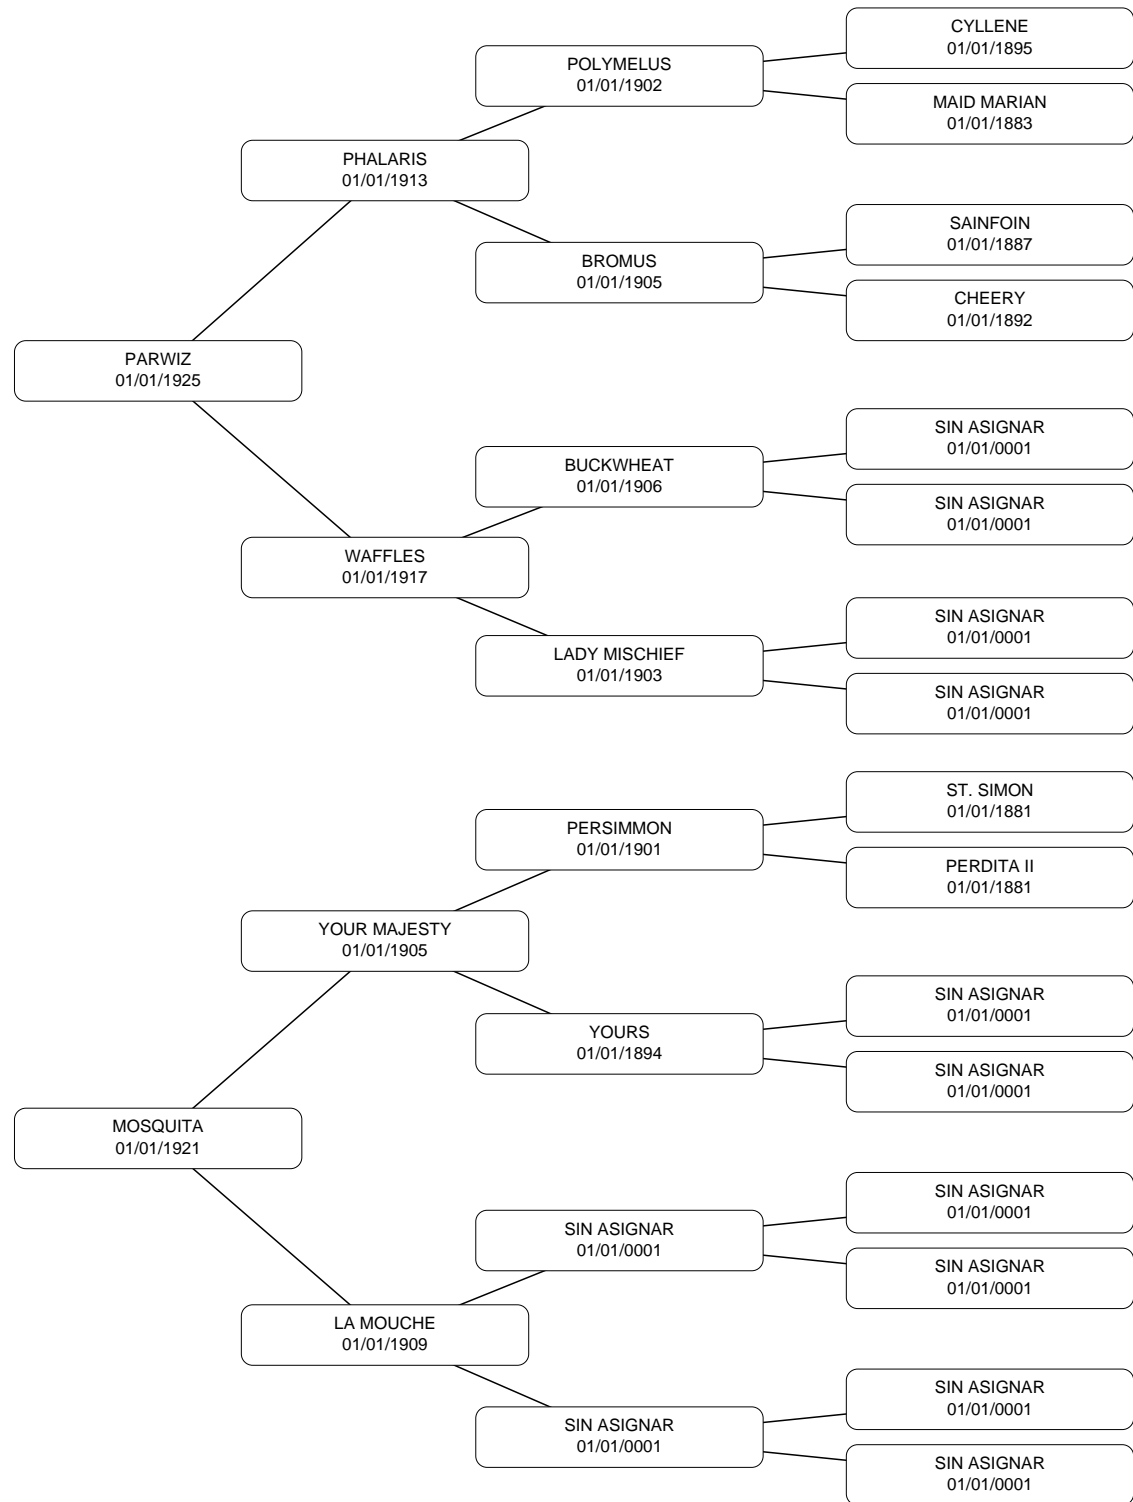 CYLLENE
01/01/1895
POLYMELUS
01/01/1902
MAID MARIAN
01/01/1883
PHALARIS
01/01/1913
SAINFOIN
01/01/1887
BROMUS
01/01/1905
CHEERY
01/01/1892
PARWIZ
01/01/1925
SIN ASIGNAR
01/01/0001
BUCKWHEAT
01/01/1906
SIN ASIGNAR
01/01/0001
WAFFLES
01/01/1917
SIN ASIGNAR
01/01/0001
LADY MISCHIEF
01/01/1903
SIN ASIGNAR
01/01/0001
ST. SIMON
01/01/1881
PERSIMMON
01/01/1901
PERDITA II
01/01/1881
YOUR MAJESTY
01/01/1905
SIN ASIGNAR
01/01/0001
YOURS
01/01/1894
SIN ASIGNAR
01/01/0001
MOSQUITA
01/01/1921
SIN ASIGNAR
01/01/0001
SIN ASIGNAR
01/01/0001
SIN ASIGNAR
01/01/0001
LA MOUCHE
01/01/1909
SIN ASIGNAR
01/01/0001
SIN ASIGNAR
01/01/0001
SIN ASIGNAR
01/01/0001